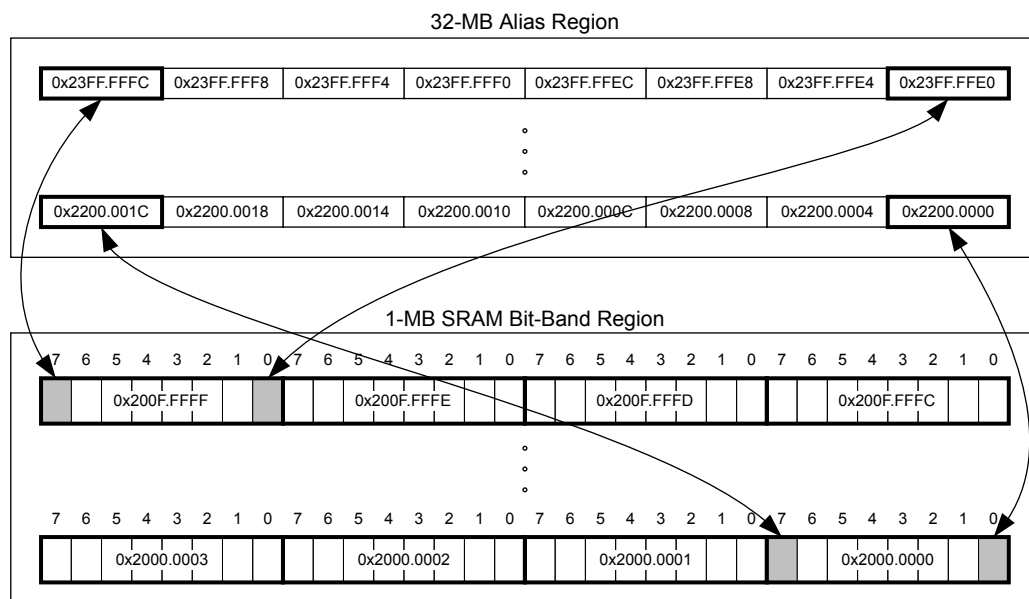 32-MB Alias Region
0x23FF.FFFC 0x23FF.FFF8 0x23FF.FFF4 0x23FF.FFF0 0x23FF.FFEC 0x23FF.FFE8 0x23FF.FFE4 0x23FF.FFE0
0x2200.001C 0x2200.0018 0x2200.0014 0x2200.0010 0x2200.000C 0x2200.0008 0x2200.0004 0x2200.0000
1-MB SRAM Bit-Band Region
7 6 5 4 3 2 1 0 7 6 5 4 3 2 1 0 7 6 5 4 3 2 1 0 7 6 5 4 3 2 1 0
0x200F.FFFF 0x200F.FFFE 0x200F.FFFD 0x200F.FFFC
7 6 5 4 3 2 1 0 7 6 5 4 3 2 1 0 7 6 5 4 3 2 1 0 7 6 5 4 3 2 1 0
0x2000.0003 0x2000.0002 0x2000.0001 0x2000.0000